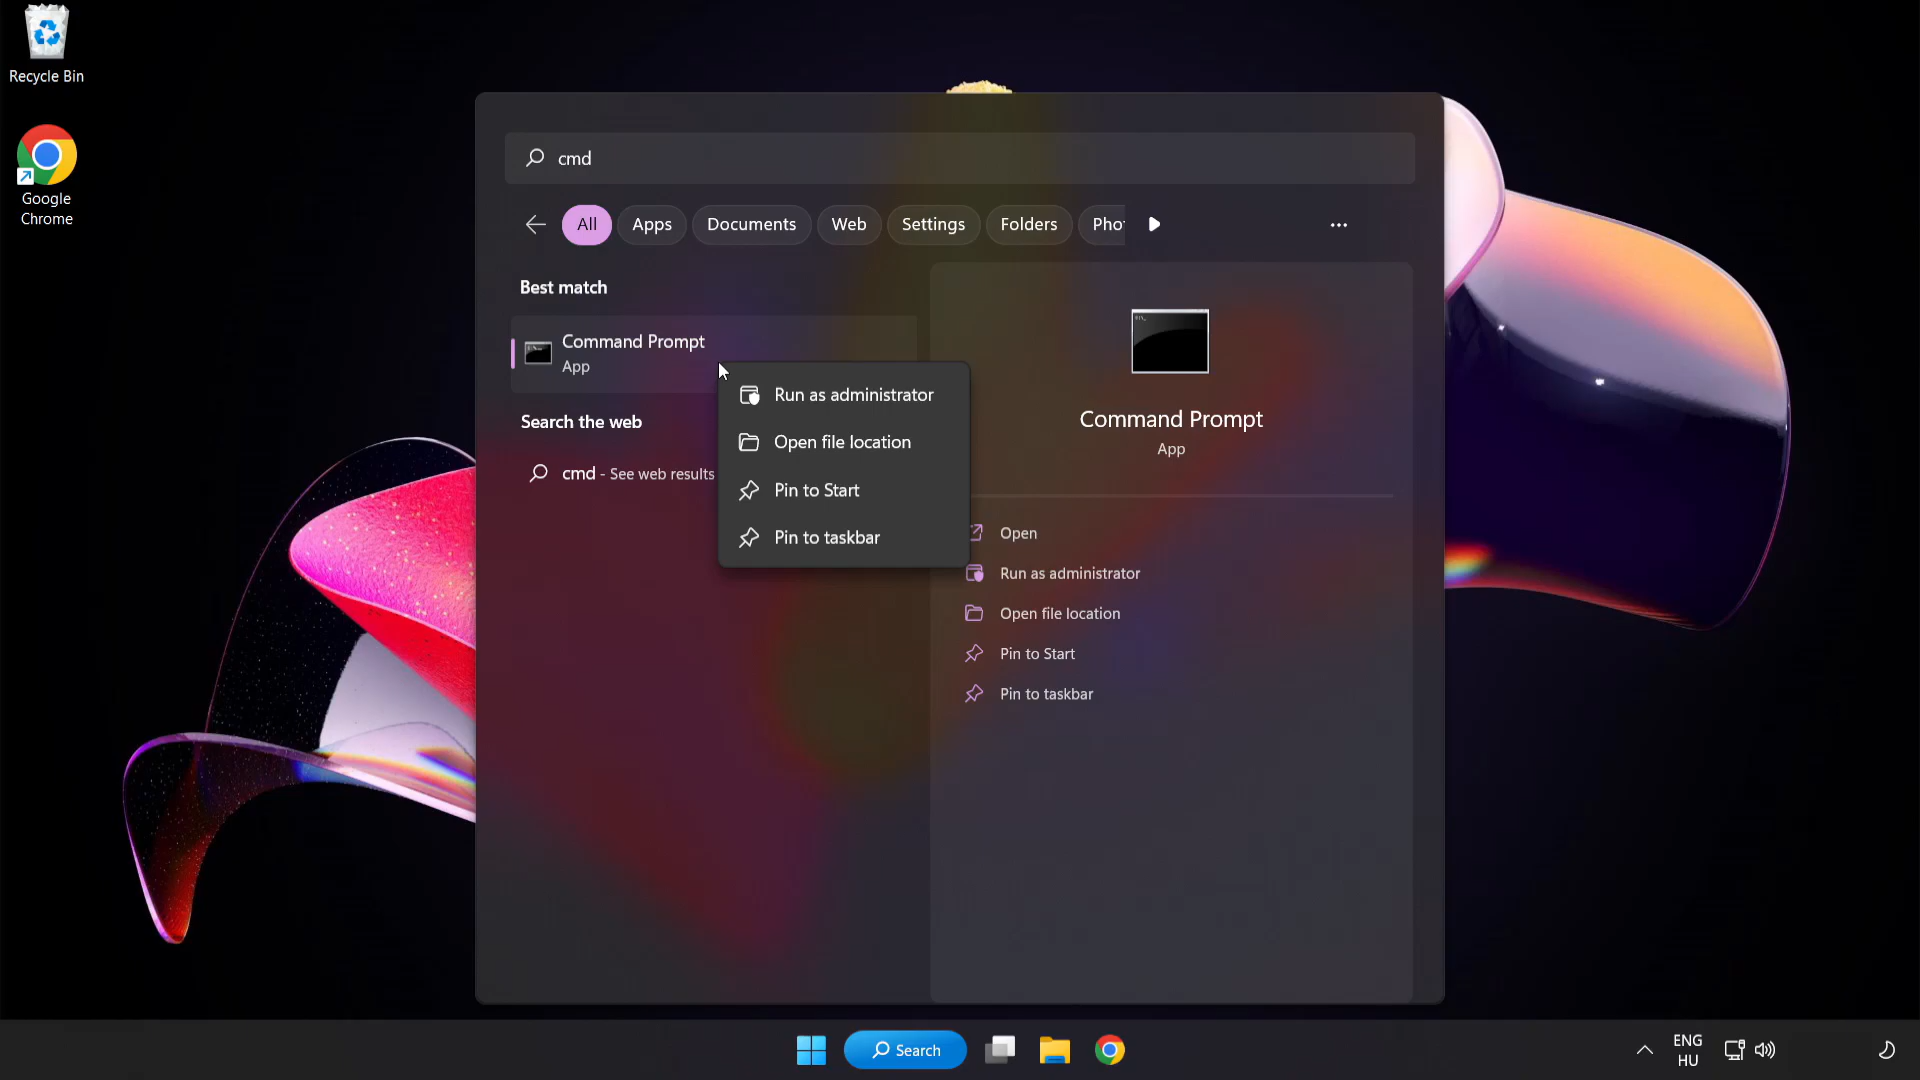 Recycle Bin
Google
Chrome
cmd
All
Apps
Documents
Web
Settings
Folders
Pho
Best match
Command Prompt
App
Search the web
cmd - See web results
Run as administrator
Open file location
Pin to Start
Pin to taskbar
Command Prompt
App
Open
Run as administrator
Open file location
Pin to Start
Pin to taskbar
Search
ENG
HU